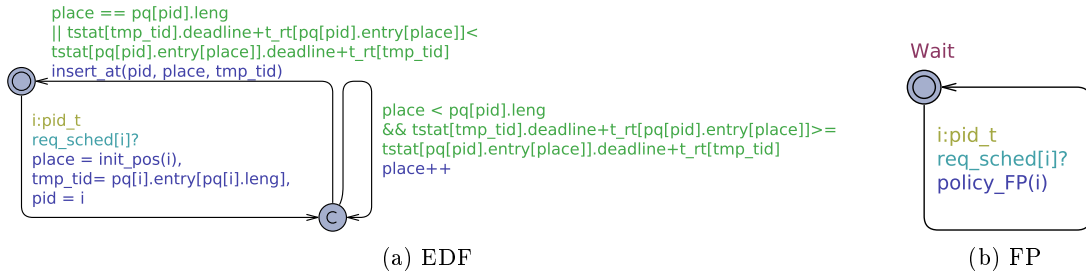 place == pq[pid].leng
|| tstat[tmp_tid].deadline+t_rt[pq[pid].entry[place]]<
tstat[pq[pid].entry[place]].deadline+t_rt[tmp_tid]
insert_at(pid, place, tmp_tid)
i:pid_t
req_sched[i]?
place = init_pos(i),
tmp_tid= pq[i].entry[pq[i].leng],
pid = i
C
place < pq[pid].leng
&& tstat[tmp_tid].deadline+t_rt[pq[pid].entry[place]]>=
tstat[pq[pid].entry[place]].deadline+t_rt[tmp_tid]
place++
(a) EDF
Wait
i:pid_t
req_sched[i]?
policy_FP(i)
(b) FP